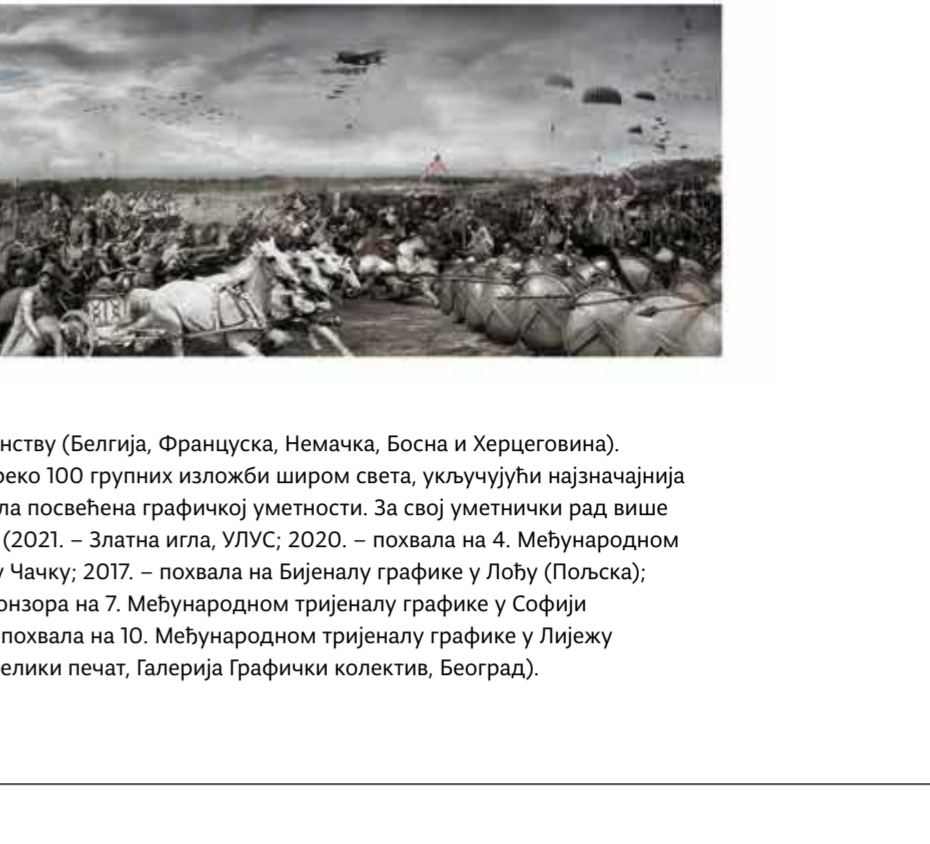 нству (Белгија, Француска, Немачка, Босна и Херцеговина).
реко 100 групних изложби широм света, укључујући најзначајнија
ла посвећена графичкој уметности. За свој уметнички рад више
(2021. – Златна игла, УЛУС; 2020. – похвала на 4. Међународном
у Чачку; 2017. – похвала на Бијеналу графике у Лођу (Пољска);
онзора на 7. Међународном тријеналу графике у Софији
похвала на 10. Међународном тријеналу графике у Лијежу
елики печат, Галерија Графички колектив, Београд).